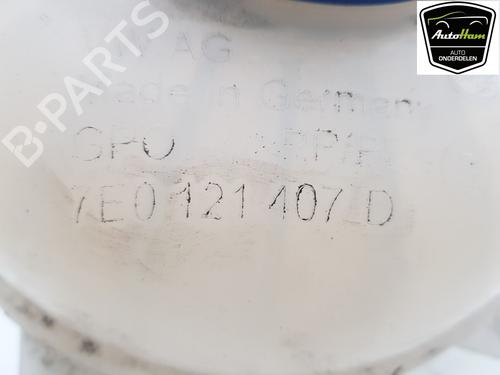 AutoHam
AUTO
ONDERDELEN
B-PARTS
AG
Made in Germany
GPO
7E0 121 407 D